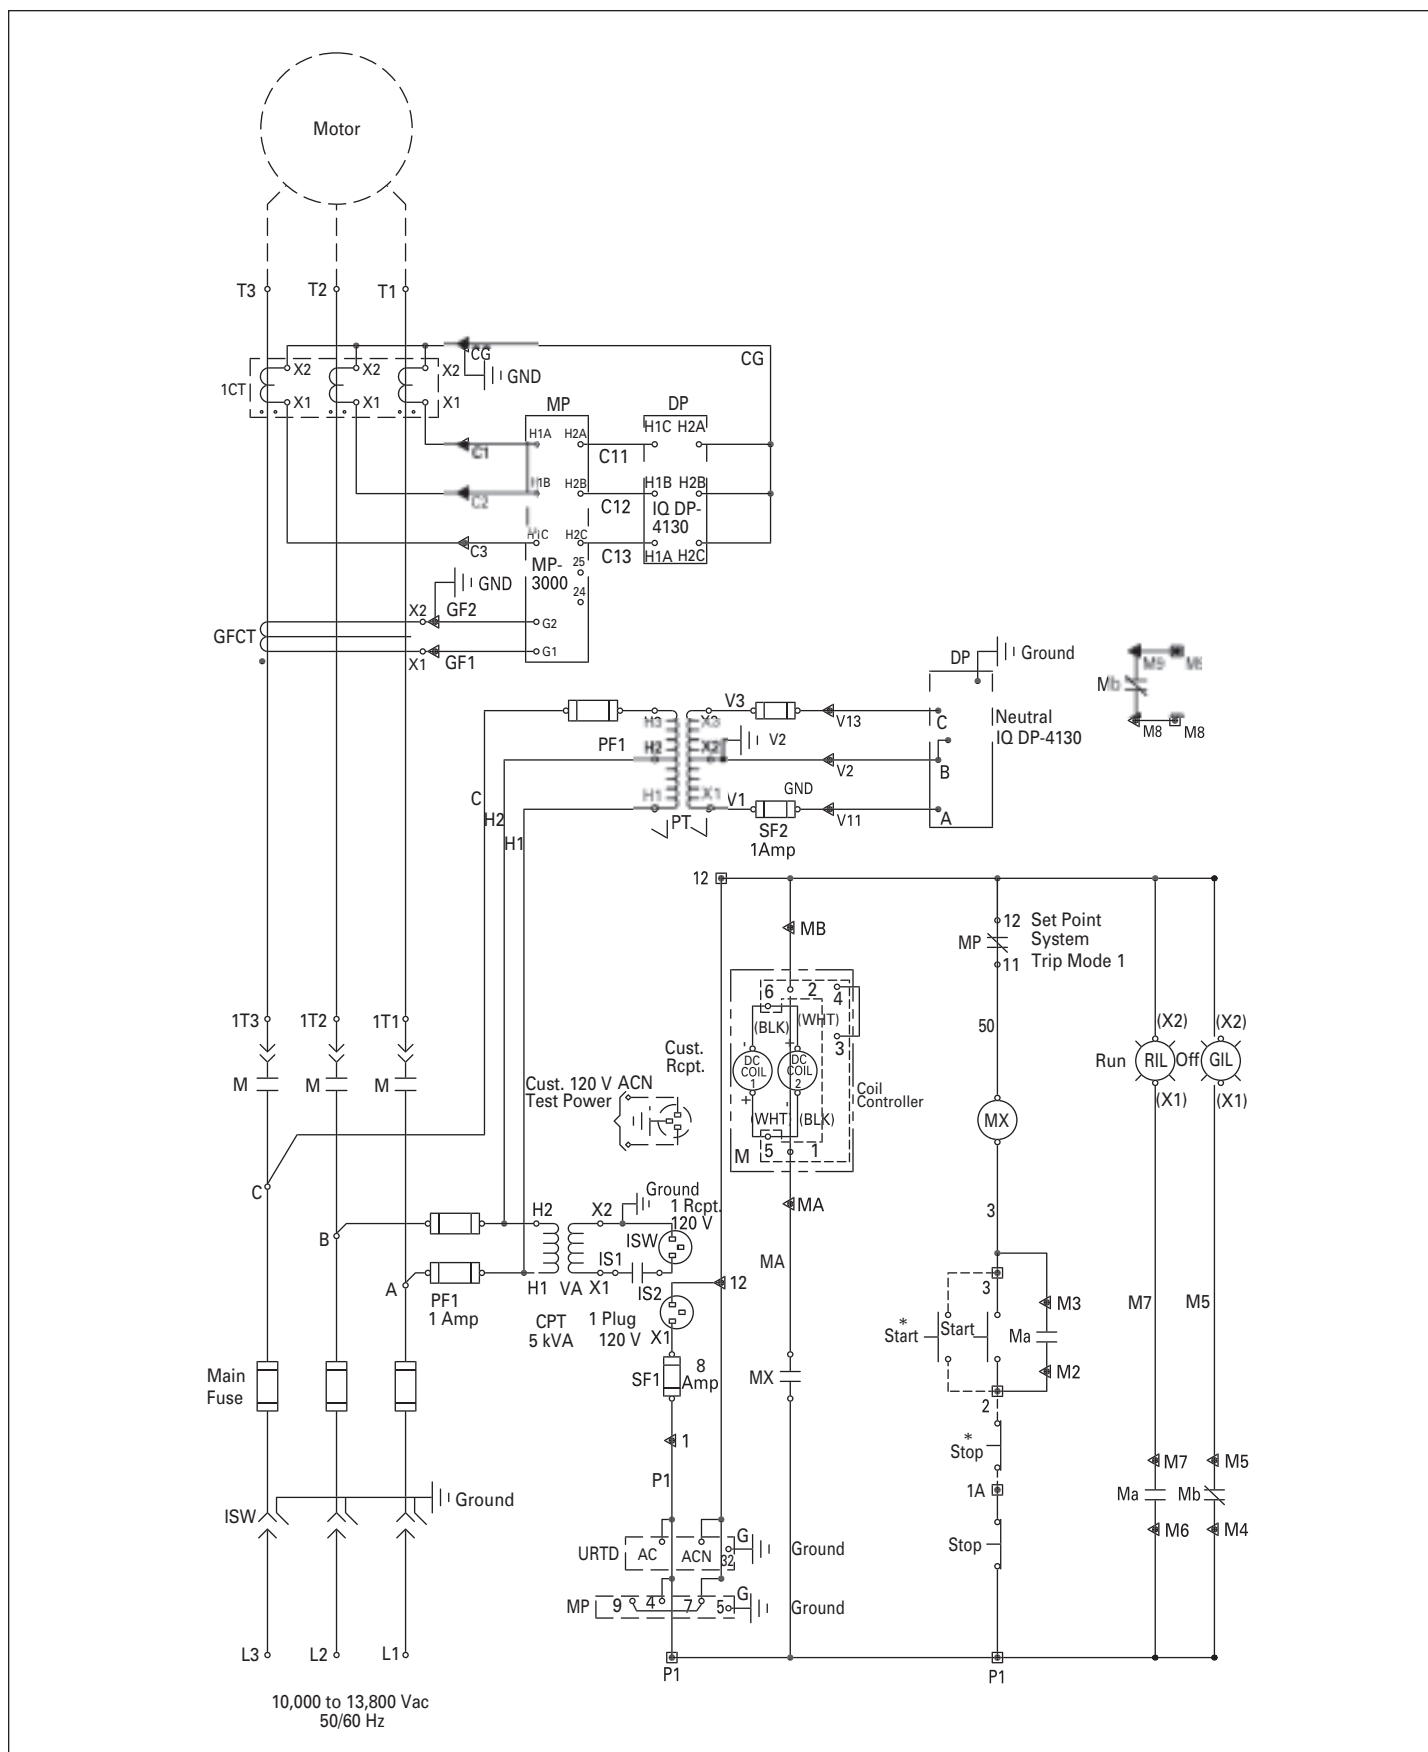 Motor
T3 T2 T1
CG
CG
X2 X2 X2
GND
1CT
X1 X1 X1
MP DP
H1A H2A H1C H2A
C1 C11
H1B H2B H1B H2B
C2 C12 IQ DP-
4130
H1C H2C
C3 C13 H1A H2C
MP- 25
3000
GND 24
X2 GF2 G2
GFCT
X1 GF1 G1
DP Ground
M9
Mb
V3
H3 X3 V13 C Neutral
IQ DP-4130
M8 M8
PF1 H2 X2 V2
V2 B
C H1 X1 V1 GND
H2 PT SF2 V11 A
H1 1Amp
12
12 Set Point
MB MP System
11 Trip Mode 1
6 2 4
1T3 1T2 1T1 (BLK) (WHT) 50 (X2) (X2)
3
Cust.
Rcpt. DC
COIL
1 DC
COIL
2 Run RIL Off GIL
M M M Cust. 120 V ACN
Test Power
Coil
Controller (X1) (X1)
(WHT) (BLK) MX
M 5 1
C Ground
1 Rcpt.
120 V
H2 X2 MA 3
B ISW
IS1 MA
A H1 VA X1 IS2 12 3
PF1
1 Amp CPT
5 kVA 1 Plug
120 V X1 M3 M7 M5
*
Start Start Ma
Main
Fuse SF1 8
Amp MX M2
2
*
Stop
1 M7 M5
P1 1A Ma Mb
ISW Ground
M6 M4
URTD AC ACN G
32 Ground Stop
MP 9 4 7 5 G Ground
L3 L2 L1
P1 P1
10,000 to 13,800 Vac
50/60 Hz